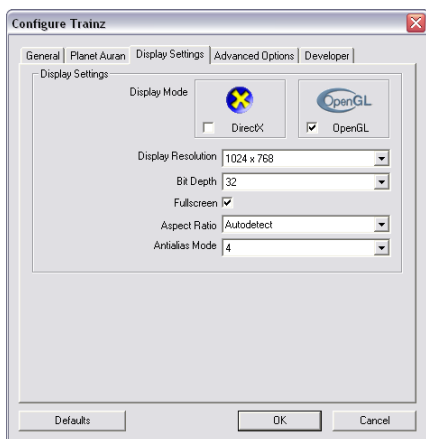 Configure Trainz
General Planet Auran Display Settings Advanced Options Developer
Display Settings
Display Mode
OpenGL
DirectX OpenGL
Display Resolution 1024 x 768
Bit Depth 32
Fullscreen
Aspect Ratio Autodetect
Antialias Mode 4
Defaults OK Cancel